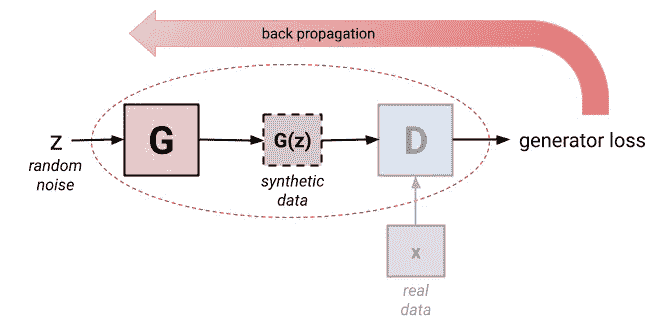 back propagation
z
random
noise
G
G(z)
synthetic
data
D
generator loss
x
real
data